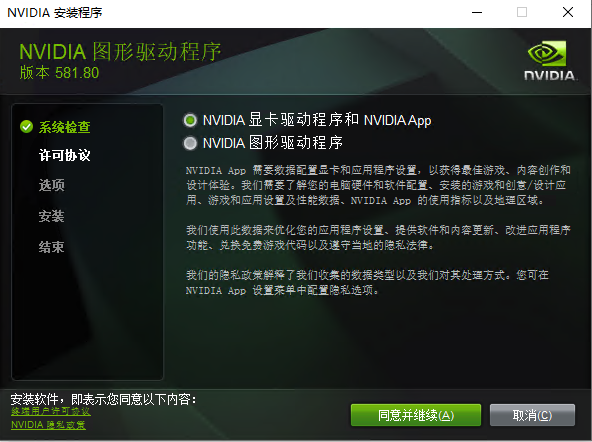 NVIDIA 安装程序
NVIDIA 图形驱动程序
版本 581.80
NVIDIA
系统检查
许可协议
选项
安装
结束
NVIDIA 显卡驱动程序和 NVIDIA App
NVIDIA 图形驱动程序
NVIDIA App 需要数据配置显卡和应用程序设置，以获得最佳游戏、内容创作和
设计体验。我们需要了解您的电脑硬件和软件配置、安装的游戏和创意/设计应
用、游戏和应用设置及性能数据、NVIDIA App 的使用指标以及地理区域。
我们使用此数据来优化您的应用程序设置、提供软件和内容更新、改进应用程序
功能、兑换免费游戏代码以及遵守当地的隐私法律。
我们的隐私政策解释了我们收集的数据类型以及我们对其处理方式。您可在
NVIDIA App 设置菜单中配置隐私选项。
安装软件，即表示您同意以下内容：
终端用户许可协议
NVIDIA 隐私政策
同意并继续(A)
取消(C)